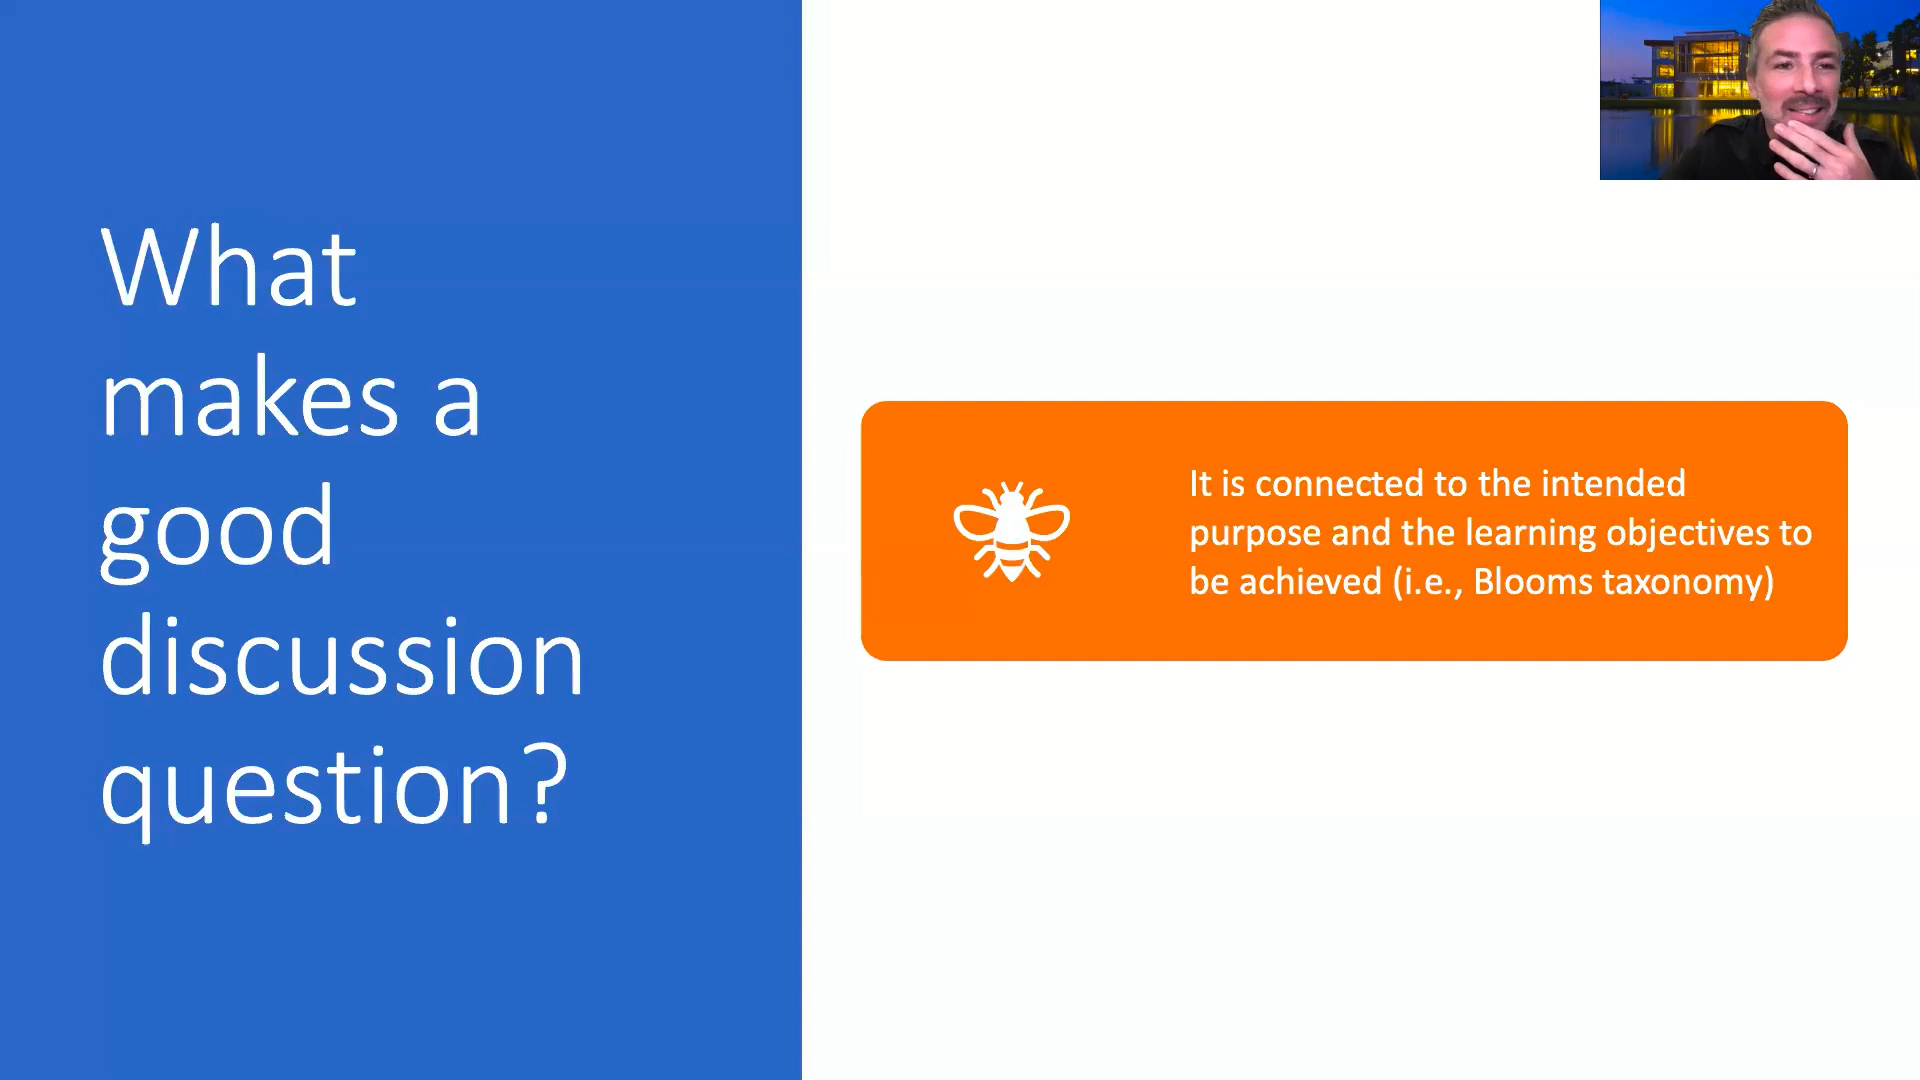 What
makes a
good
discussion
question?
It is connected to the intended
purpose and the learning objectives to
be achieved (i.e., Blooms taxonomy)